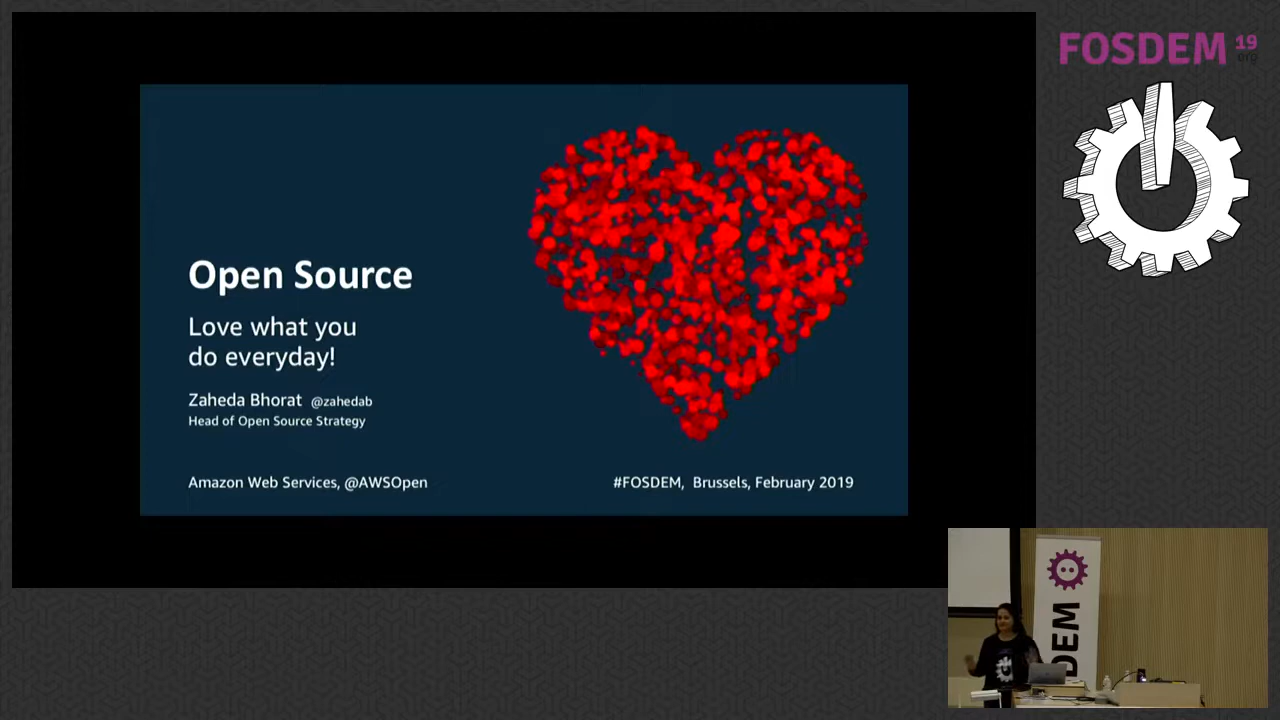 FOSDEM 19
.org
Open Source
Love what you
do everyday!
Zaheda Bhorat @zahedab
Head of Open Source Strategy
Amazon Web Services, @AWSOpen
#FOSDEM, Brussels, February 2019
DEM